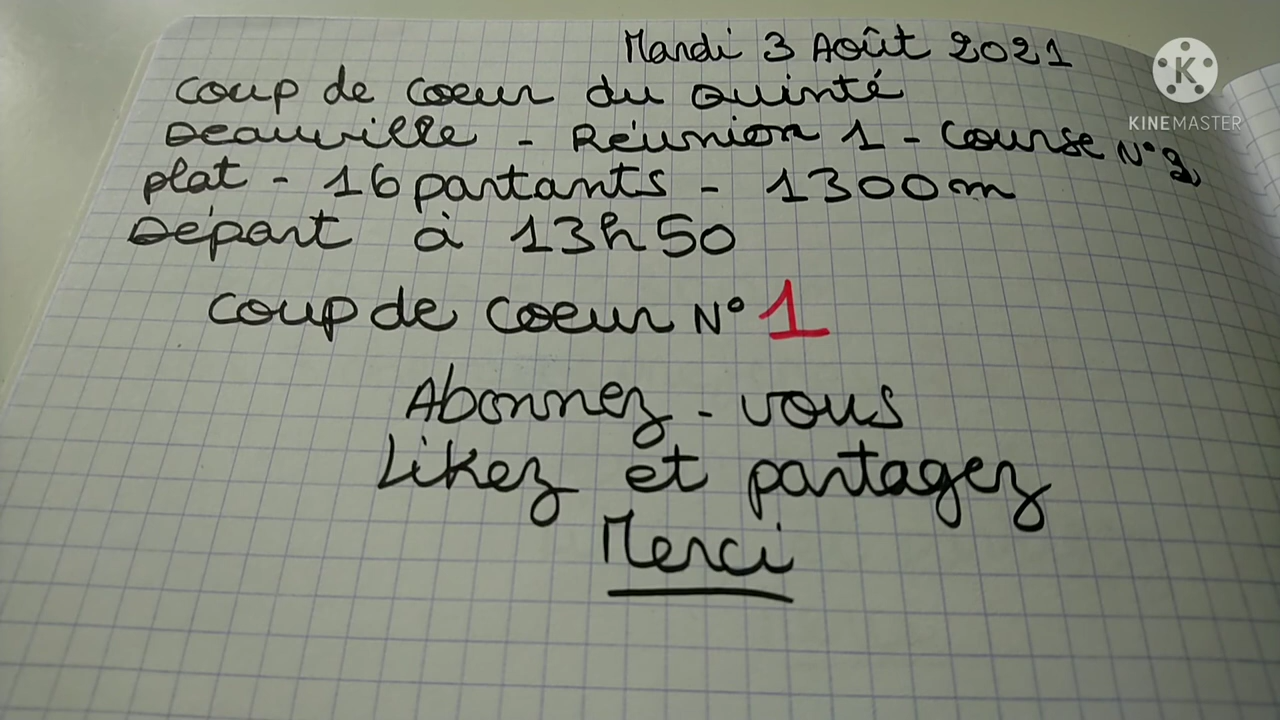 Mardi 3 Août 2021
K
KINEMASTER
Coup de coeur du Quinté
Deauville - Réunion 1 - Course N° 2
plat - 16 partants - 1300m
Départ à 13h50
Coup de coeur N° 1
Abonnez-vous
Likez et partagez
Merci